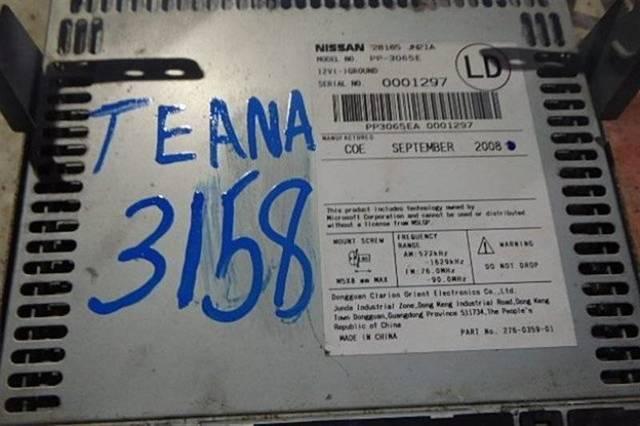 TEANA
3158
NISSAN 28185 JN21A
MODEL NO. PP-3065E
12V(-)GROUND
LD
SERIAL NO. 0001297
PP3065EA 0001297
MANUFACTURED
COE SEPTEMBER 2008
This product includes technology owned by
Microsoft Corporation and cannot be used or distributed
without a license from MSLGP.
MOUNT SCREW
M5X8 mm MAX
FREQUENCY
RANGE
AM:522kHz
-1629kHz
FM:76.0MHz
-90.0MHz
WARNING
DO NOT DROP
Dongguan Clarion Orient Electronics Co.,Ltd.
Junda Industrial Zone,Dong Keng Industrial Road,Dong Keng
Town Dongguan,Guangdong Province 511734,The People's
Republic of China
MADE IN CHINA
PART No. 276-0359-01